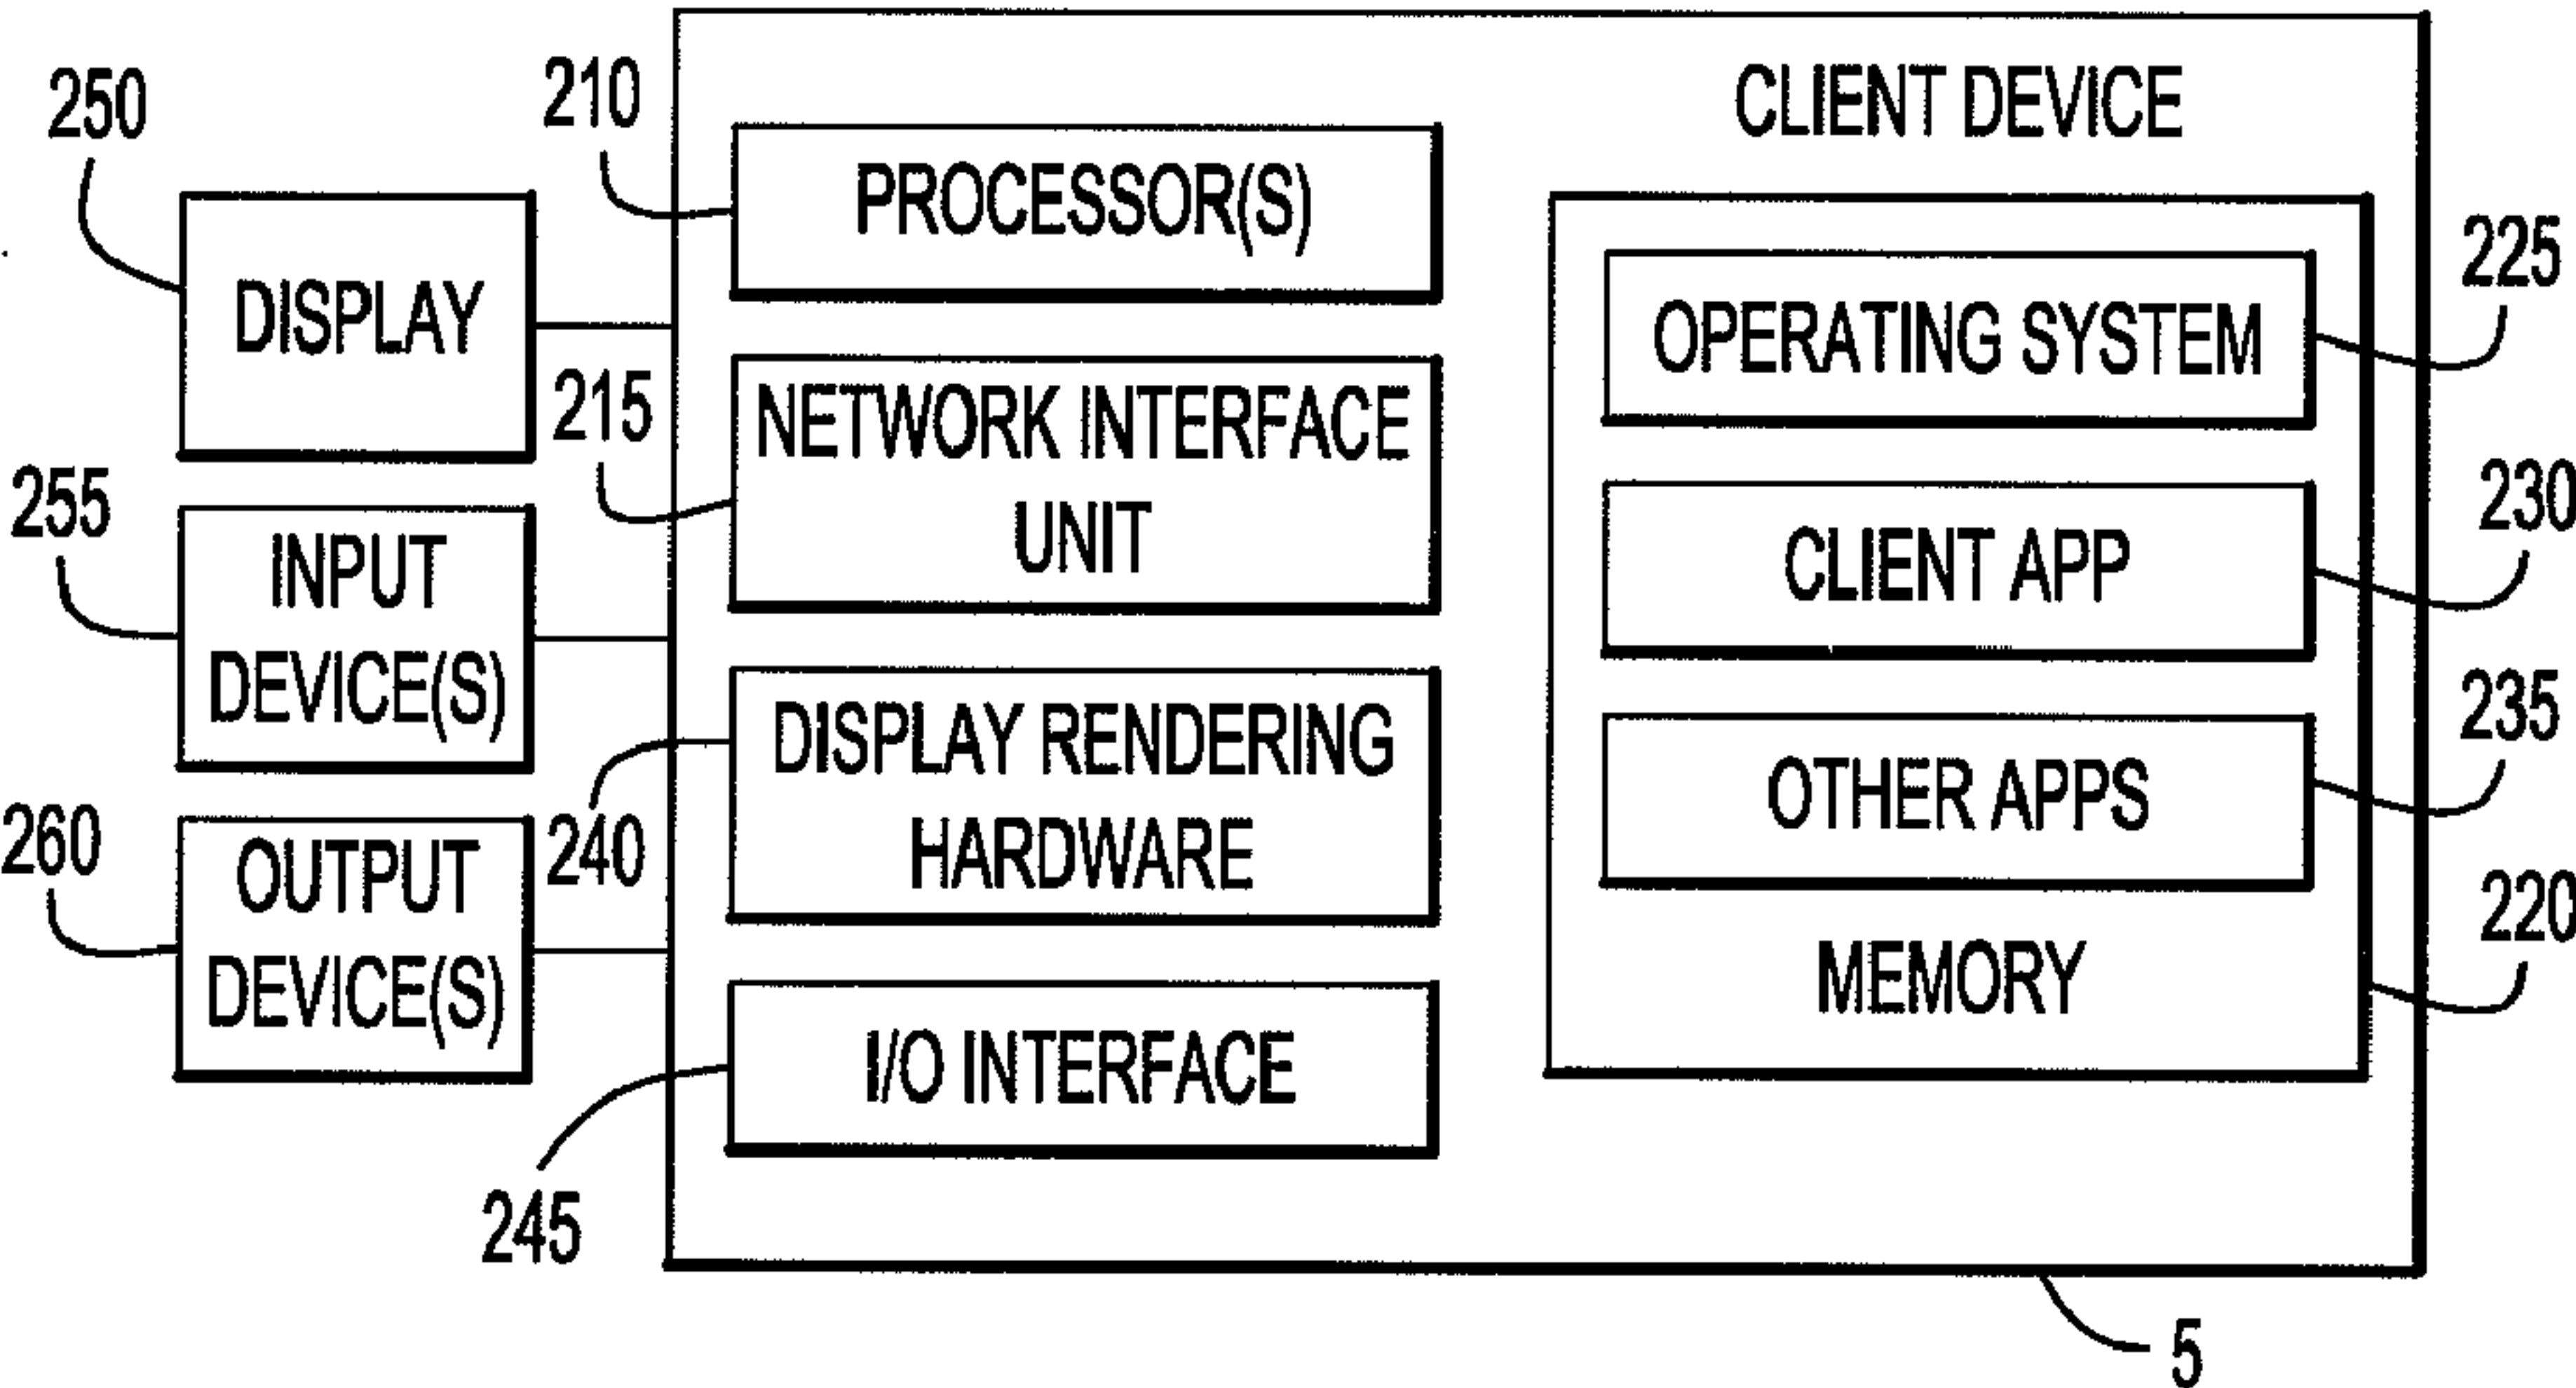 250
DISPLAY
255
INPUT
DEVICE(S)
260
OUTPUT
DEVICE(S)
210
PROCESSOR(S)
215
NETWORK INTERFACE
UNIT
240
DISPLAY RENDERING
HARDWARE
245
I/O INTERFACE
CLIENT DEVICE
OPERATING SYSTEM
225
CLIENT APP
230
OTHER APPS
235
MEMORY
220
5